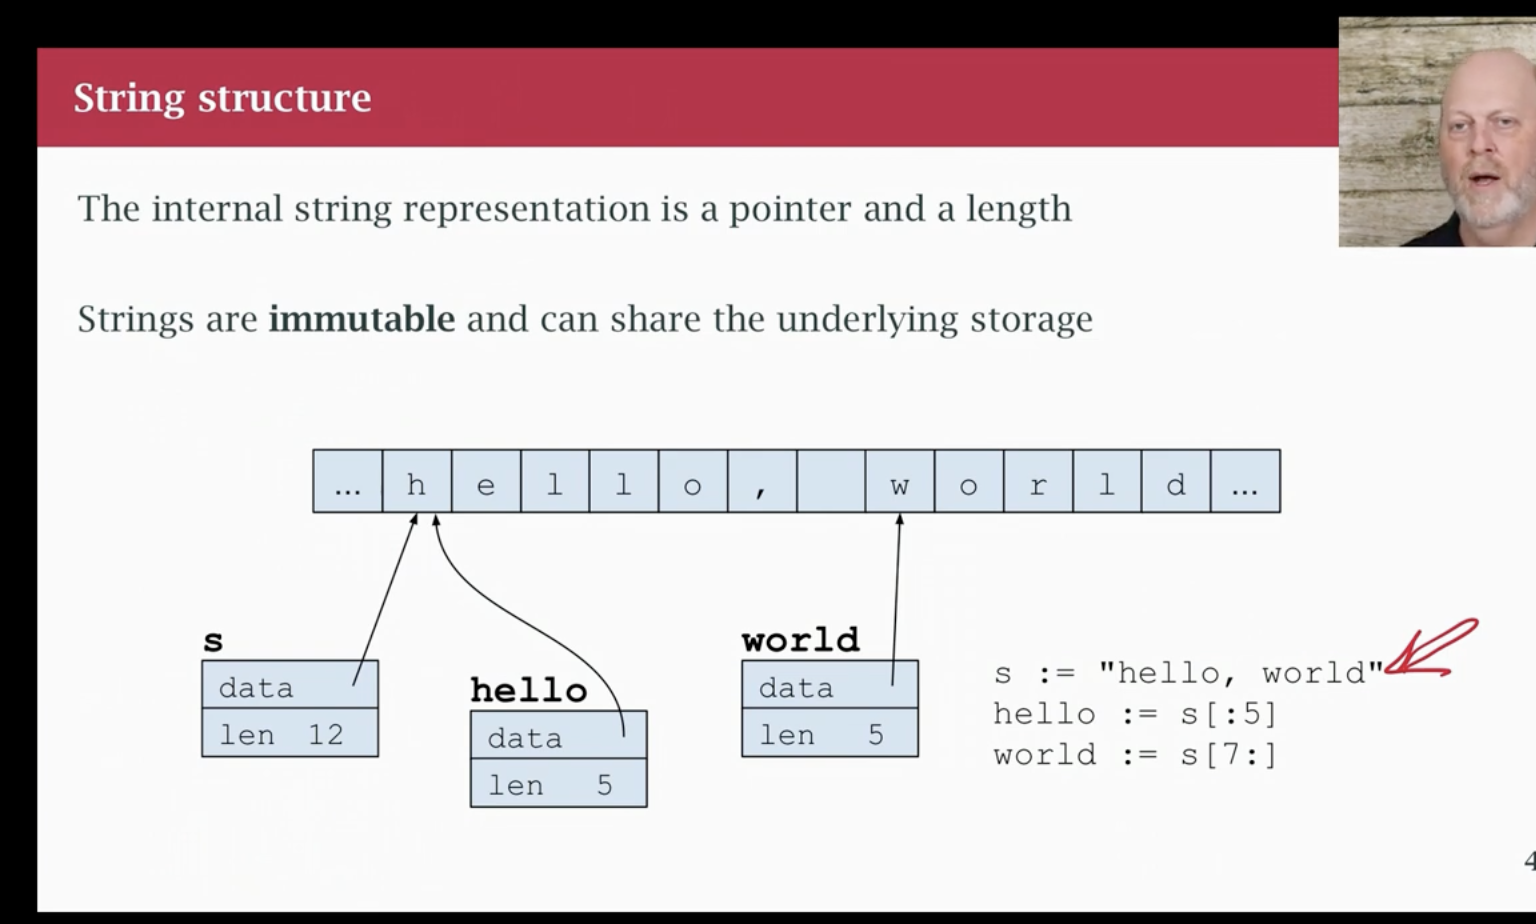 String structure
The internal string representation is a pointer and a length
Strings are immutable and can share the underlying storage
... h e l l o ,   w o r l d ...
s
data
len 12
hello
data
len 5
world
data
len 5
s := "hello, world"
hello := s[:5]
world := s[7:]
4